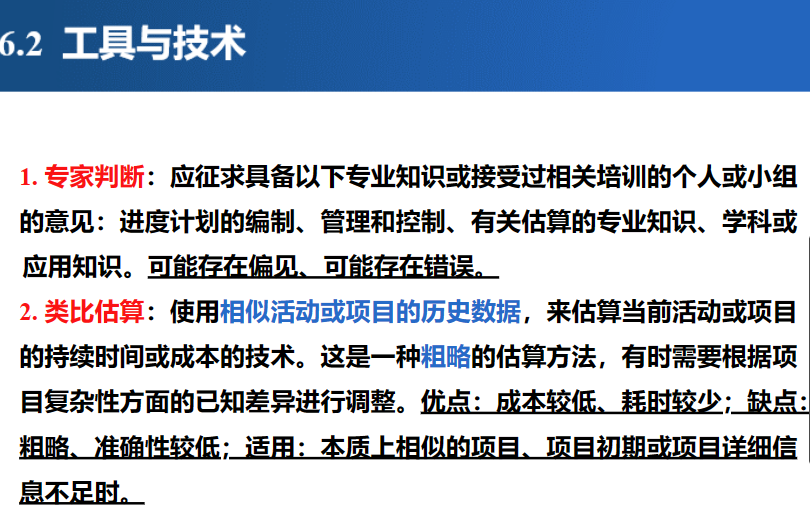 6.2 工具与技术
1. 专家判断：应征求具备以下专业知识或接受过相关培训的个人或小组
的意见：进度计划的编制、管理和控制、有关估算的专业知识、学科或
应用知识。可能存在偏见、可能存在错误。
2. 类比估算：使用相似活动或项目的历史数据，来估算当前活动或项目
的持续时间或成本的技术。这是一种粗略的估算方法，有时需要根据项
目复杂性方面的已知差异进行调整。优点：成本较低、耗时较少；缺点：
粗略、准确性较低；适用：本质上相似的项目、项目初期或项目详细信
息不足时。